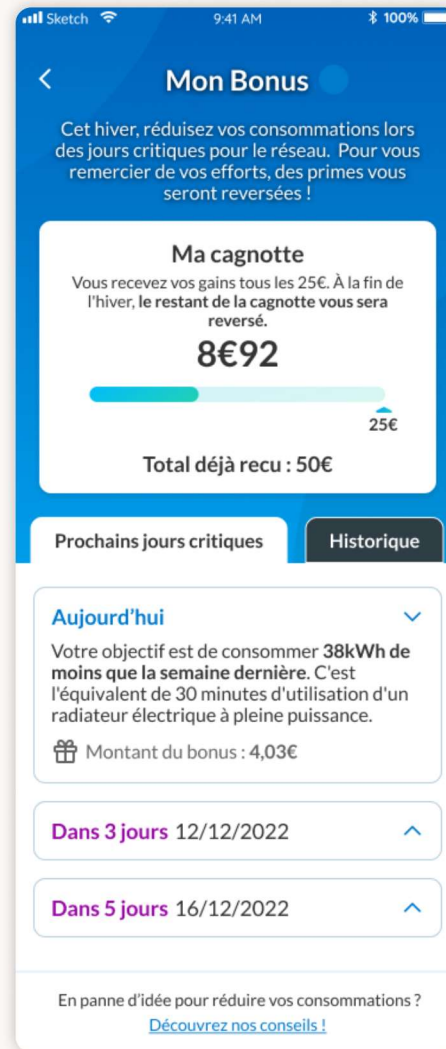 Sketch 9:41 AM 100%
Mon Bonus
Cet hiver, réduisez vos consommations lors
des jours critiques pour le réseau. Pour vous
remercier de vos efforts, des primes vous
seront reversées !
Ma cagnotte
Vous recevez vos gains tous les 25€. À la fin de
l'hiver, le restant de la cagnotte vous sera
reversé.
8€92
25€
Total déjà recu : 50€
Prochains jours critiques
Historique
Aujourd'hui
Votre objectif est de consommer 38kWh de
moins que la semaine dernière. C'est
l'équivalent de 30 minutes d'utilisation d'un
radiateur électrique à pleine puissance.
Montant du bonus : 4,03€
Dans 3 jours 12/12/2022
Dans 5 jours 16/12/2022
En panne d'idée pour réduire vos consommations ?
Découvrez nos conseils !